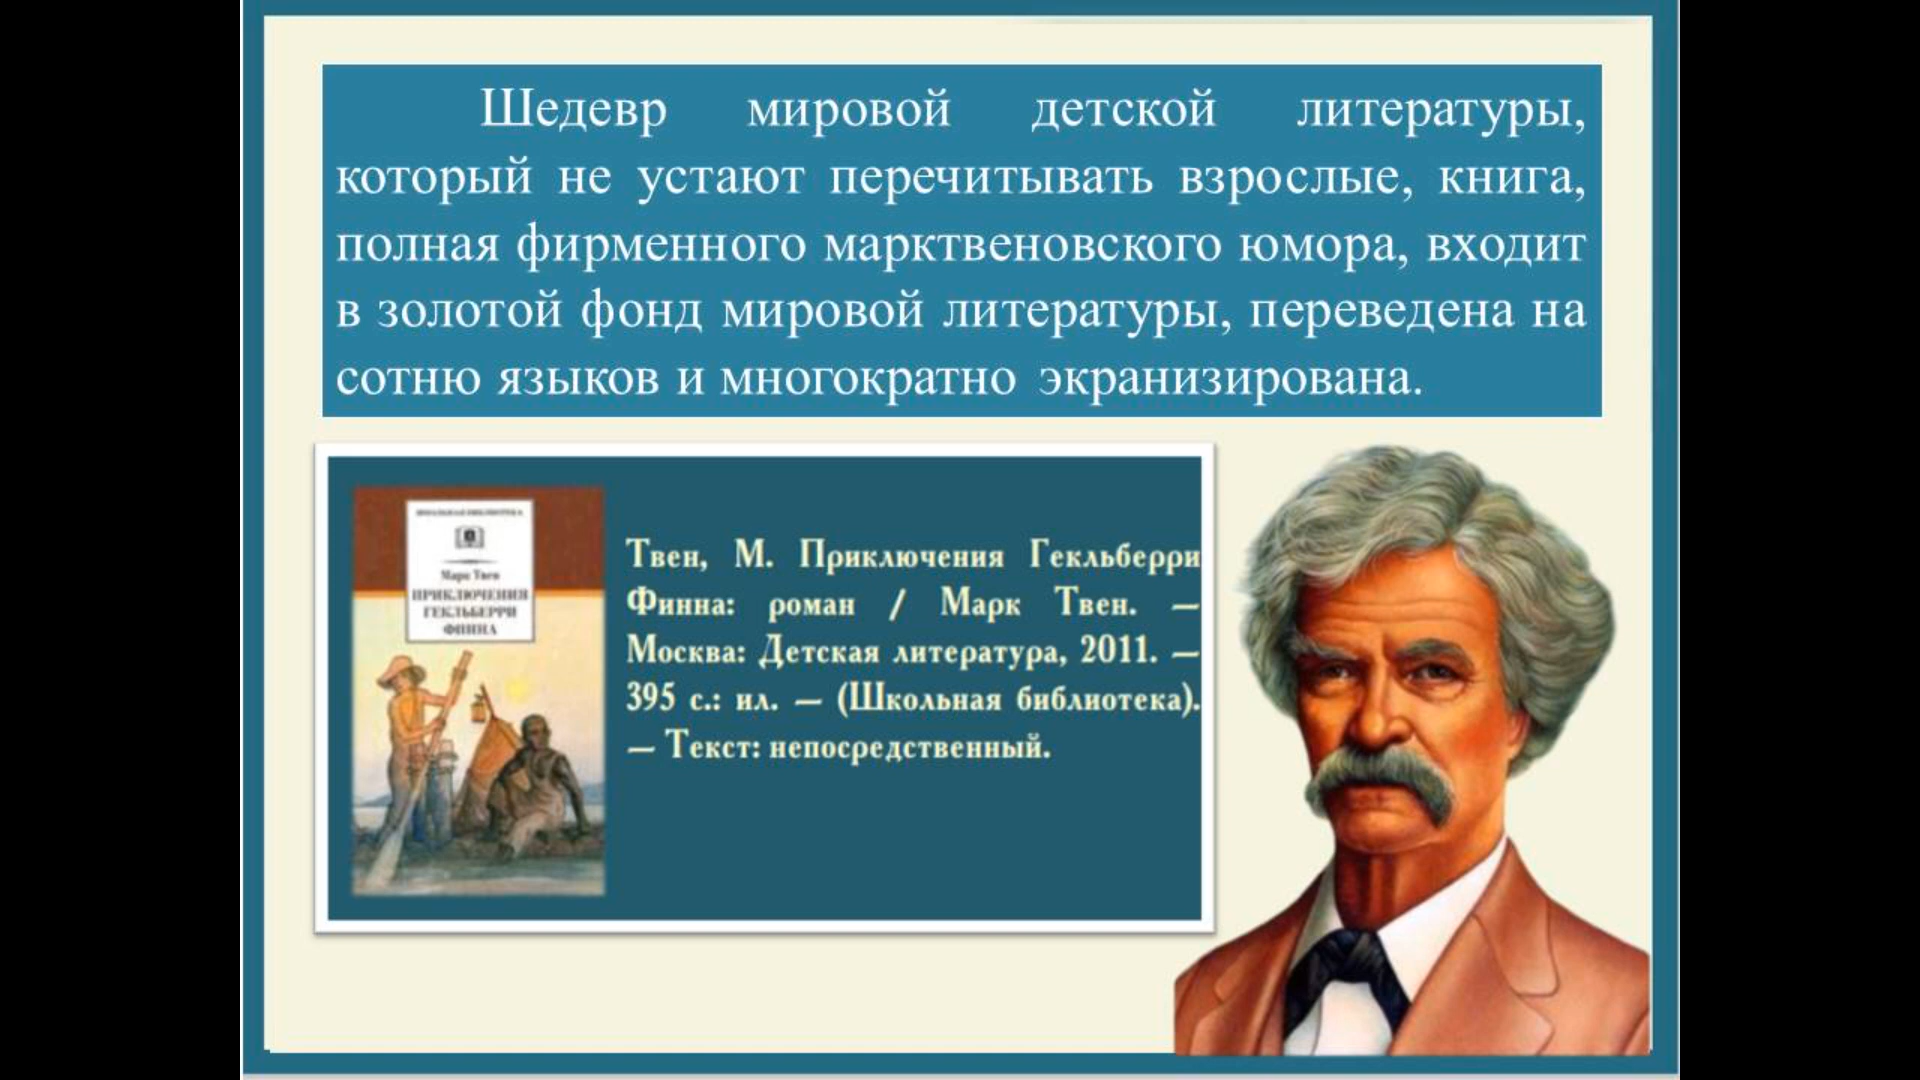 Шедевр мировой детской литературы,
который не устают перечитывать взрослые, книга,
полная фирменного марктвеновского юмора, входит
в золотой фонд мировой литературы, переведена на
сотню языков и многократно экранизирована.
ШКОЛЬНАЯ БИБЛИОТЕКА
Марк Твен
ПРИКЛЮЧЕНИЯ
ГЕКЛЬБЕРРИ
ФИННА
Твен, М. Приключения Гекльберри
Финна: роман / Марк Твен. —
Москва: Детская литература, 2011. —
395 с.: ил. — (Школьная библиотека).
— Текст: непосредственный.